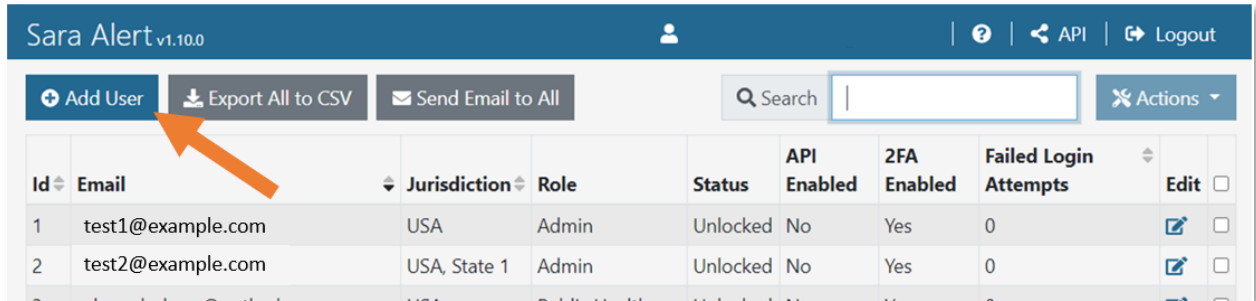 Sara Alert v1.10.0 API Logout
Add User Export All to CSV Send Email to All Search Actions
Id Email Jurisdiction Role Status API Enabled 2FA Enabled Failed Login Attempts Edit
1 test1@example.com USA Admin Unlocked No Yes 0
2 test2@example.com USA, State 1 Admin Unlocked No Yes 0